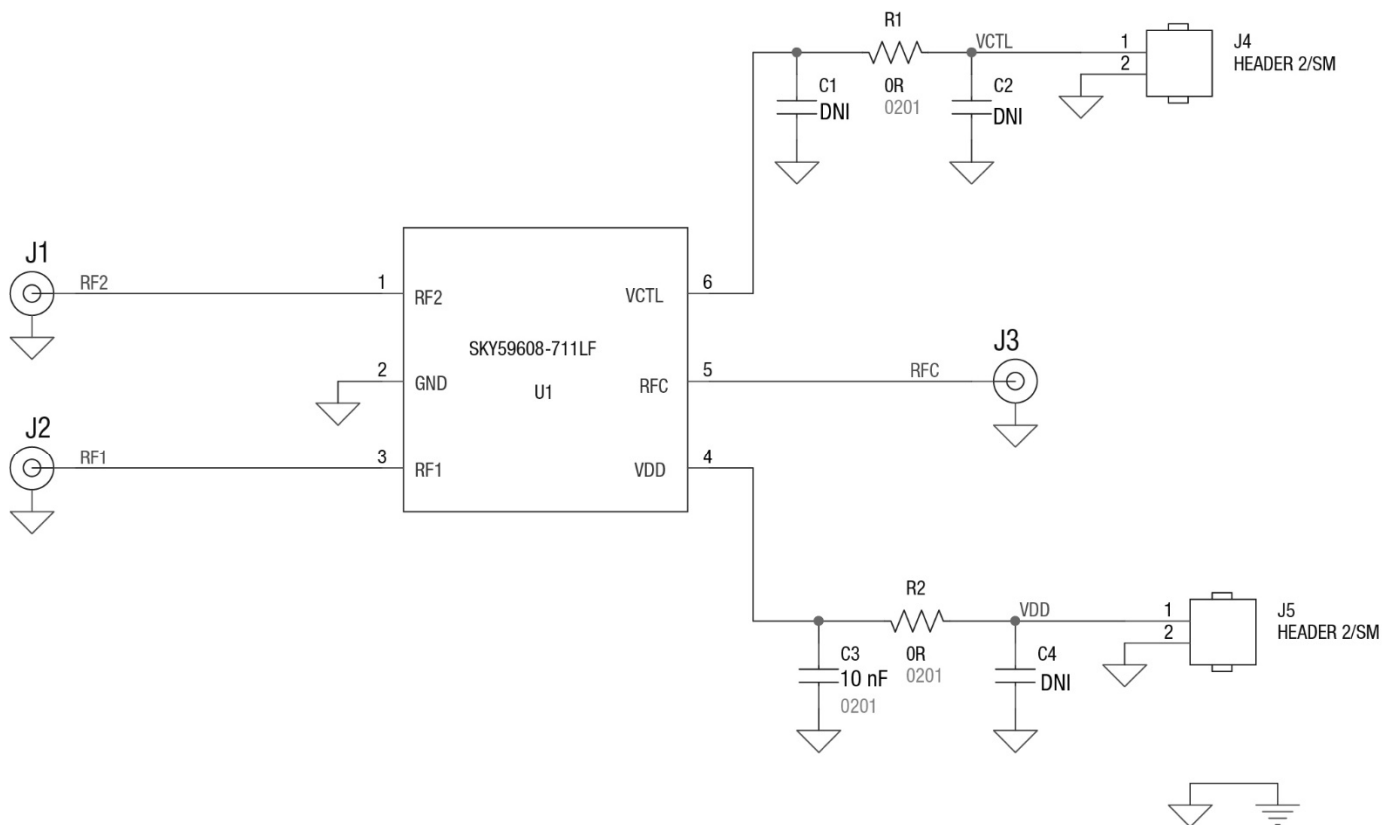 R1
VCTL
1
2
J4
HEADER 2/SM
C1
DNI
0R
0201
C2
DNI
J1
RF2
1
RF2
VCTL
6
SKY59608-711LF
U1
J3
2
GND
RFC
5
RFC
J2
RF1
3
RF1
VDD
4
R2
VDD
1
2
J5
HEADER 2/SM
C3
10 nF
0201
0R
0201
C4
DNI